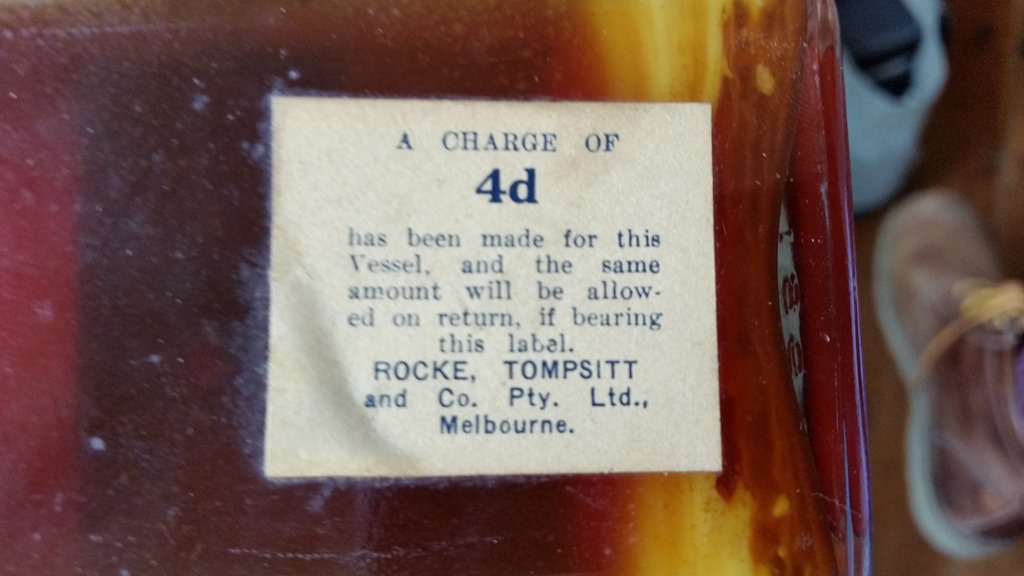 A CHARGE OF
4d
has been made for this
Vessel, and the same
amount will be allow-
ed on return, if bearing
this label.
ROCKE, TOMPSITT
and Co. Pty. Ltd.,
Melbourne.